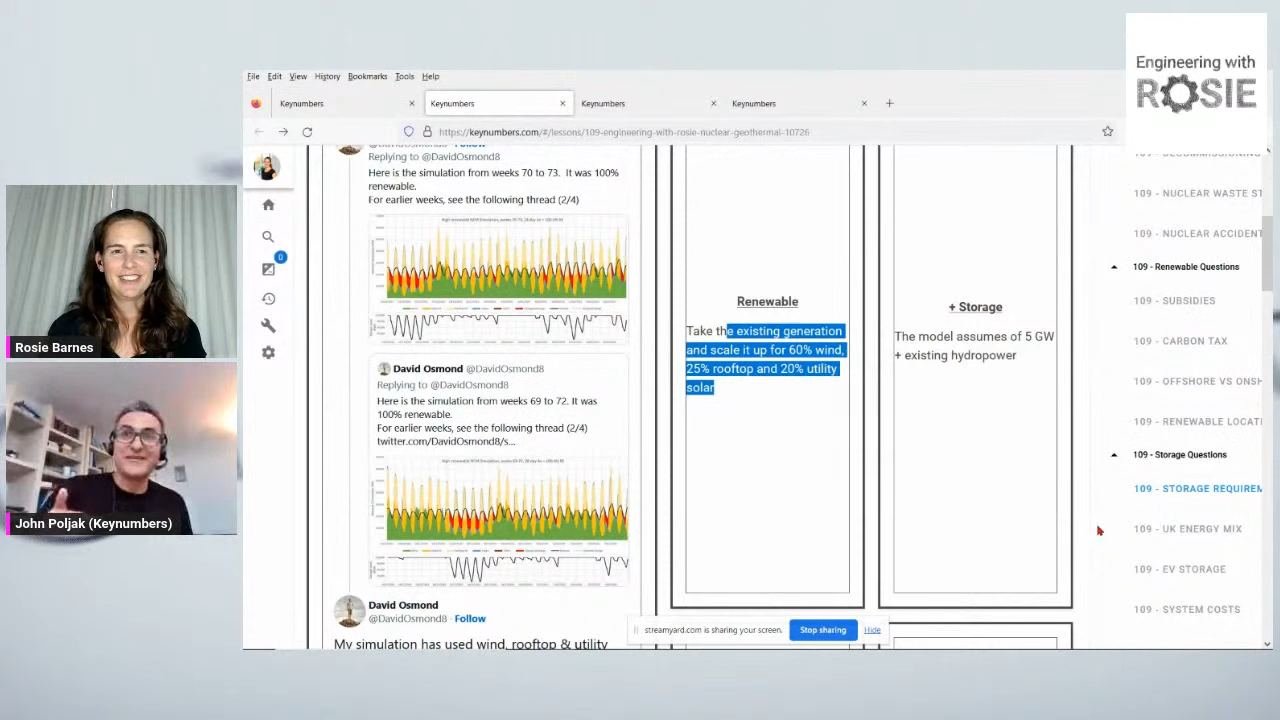 Engineering with
ROSIE
File Edit View History Bookmarks Tools Help
Keynumbers
Keynumbers
Keynumbers
Keynumbers
https://keynumbers.com/#/lessons/109-engineering-with-rosie-nuclear-geothermal-10726
Rosie Barnes
John Poljak (Keynumbers)
0
@DavidOsmond8 · Follow
Replying to @DavidOsmond8
Here is the simulation from weeks 70 to 73. It was 100%
renewable.
For earlier weeks, see the following thread (2/4)
David Osmond @DavidOsmond8
Replying to @DavidOsmond8
Here is the simulation from weeks 69 to 72. It was
100% renewable.
For earlier weeks, see the following thread (2/4)
twitter.com/DavidOsmond8/s...
David Osmond
@DavidOsmond8 · Follow
My simulation has used wind, rooftop & utility
Renewable
Take the existing generation
and scale it up for 60% wind,
25% rooftop and 20% utility
solar
+ Storage
The model assumes of 5 GW
+ existing hydropower
109 - DECOMMISSIONING
109 - NUCLEAR WASTE ST
109 - NUCLEAR ACCIDENT
109 - Renewable Questions
109 - SUBSIDIES
109 - CARBON TAX
109 - OFFSHORE VS ONSH
109 - RENEWABLE LOCATI
109 - Storage Questions
109 - STORAGE REQUIREM
109 - UK ENERGY MIX
109 - EV STORAGE
109 - SYSTEM COSTS
streamyard.com is sharing your screen.
Stop sharing
Hide